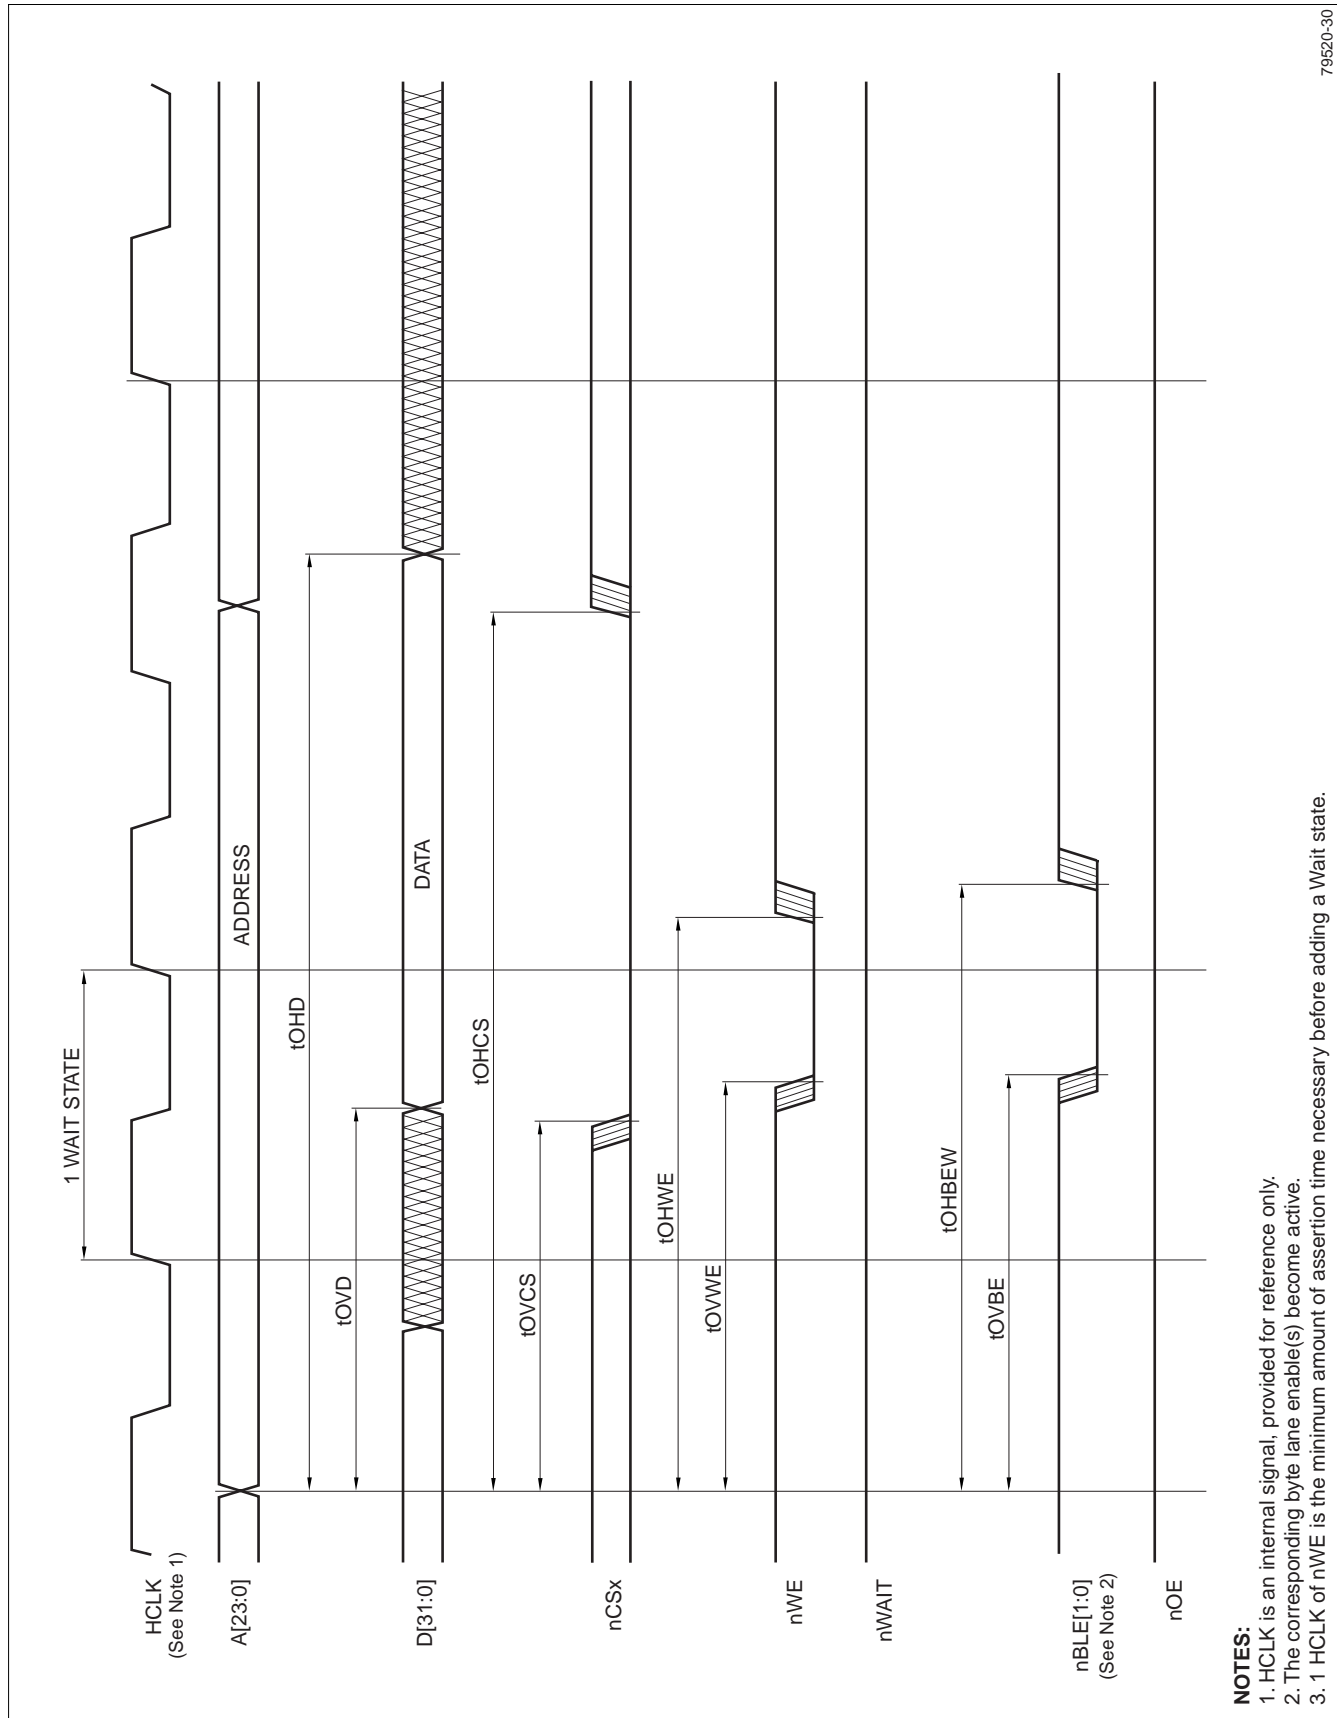 1 WAIT STATE
HCLK
(See Note 1)
A[23:0]
ADDRESS
tOHD
tOVD
D[31:0]
DATA
tOHCS
tOVCS
nCSx
tOHWE
tOVWE
nWE
nWAIT
tOHBEW
tOVBE
nBLE[1:0]
(See Note 2)
nOE
NOTES:
1. HCLK is an internal signal, provided for reference only.
2. The corresponding byte lane enable(s) become active.
3. 1 HCLK of nWE is the minimum amount of assertion time necessary before adding a Wait state.
79520-30